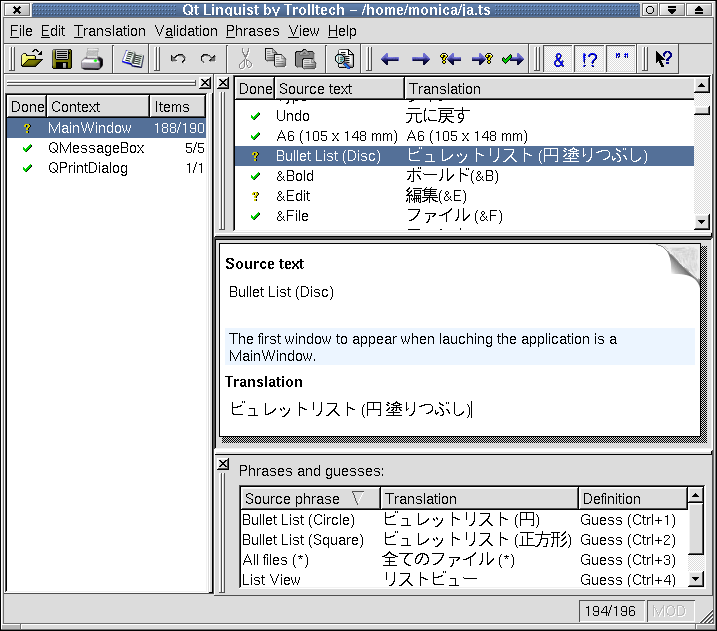 Qt Linguist by Trolltech – /home/monica/ja.ts
File Edit Translation Validation Phrases View Help
Done Context Items
? MainWindow 188/190
QMessageBox 5/5
QPrintDialog 1/1
Done Source text Translation
Undo 元に戻す
A6 (105 x 148 mm) A6 (105 x 148 mm)
? Bullet List (Disc) ビュレットリスト (円 塗りつぶし)
&Bold ボールド(&B)
? &Edit 編集(&E)
&File ファイル (&F)
Source text
Bullet List (Disc)
The first window to appear when lauching the application is a
MainWindow.
Translation
ビュレットリスト (円 塗りつぶし)
Phrases and guesses:
Source phrase Translation Definition
Bullet List (Circle) ビュレットリスト (円) Guess (Ctrl+1)
Bullet List (Square) ビュレットリスト (正方形) Guess (Ctrl+2)
All files (*) 全てのファイル (*) Guess (Ctrl+3)
List View リストビュー Guess (Ctrl+4)
194/196 MOD